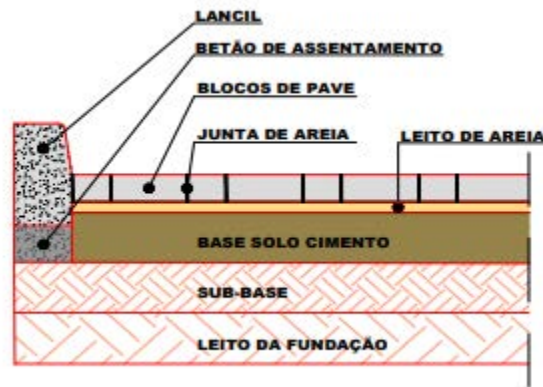 LANCIL
BETÃO DE ASSENTAMENTO
BLOCOS DE PAVE
JUNTA DE AREIA
LEITO DE AREIA
BASE SOLO CIMENTO
SUB-BASE
LEITO DA FUNDAÇÃO